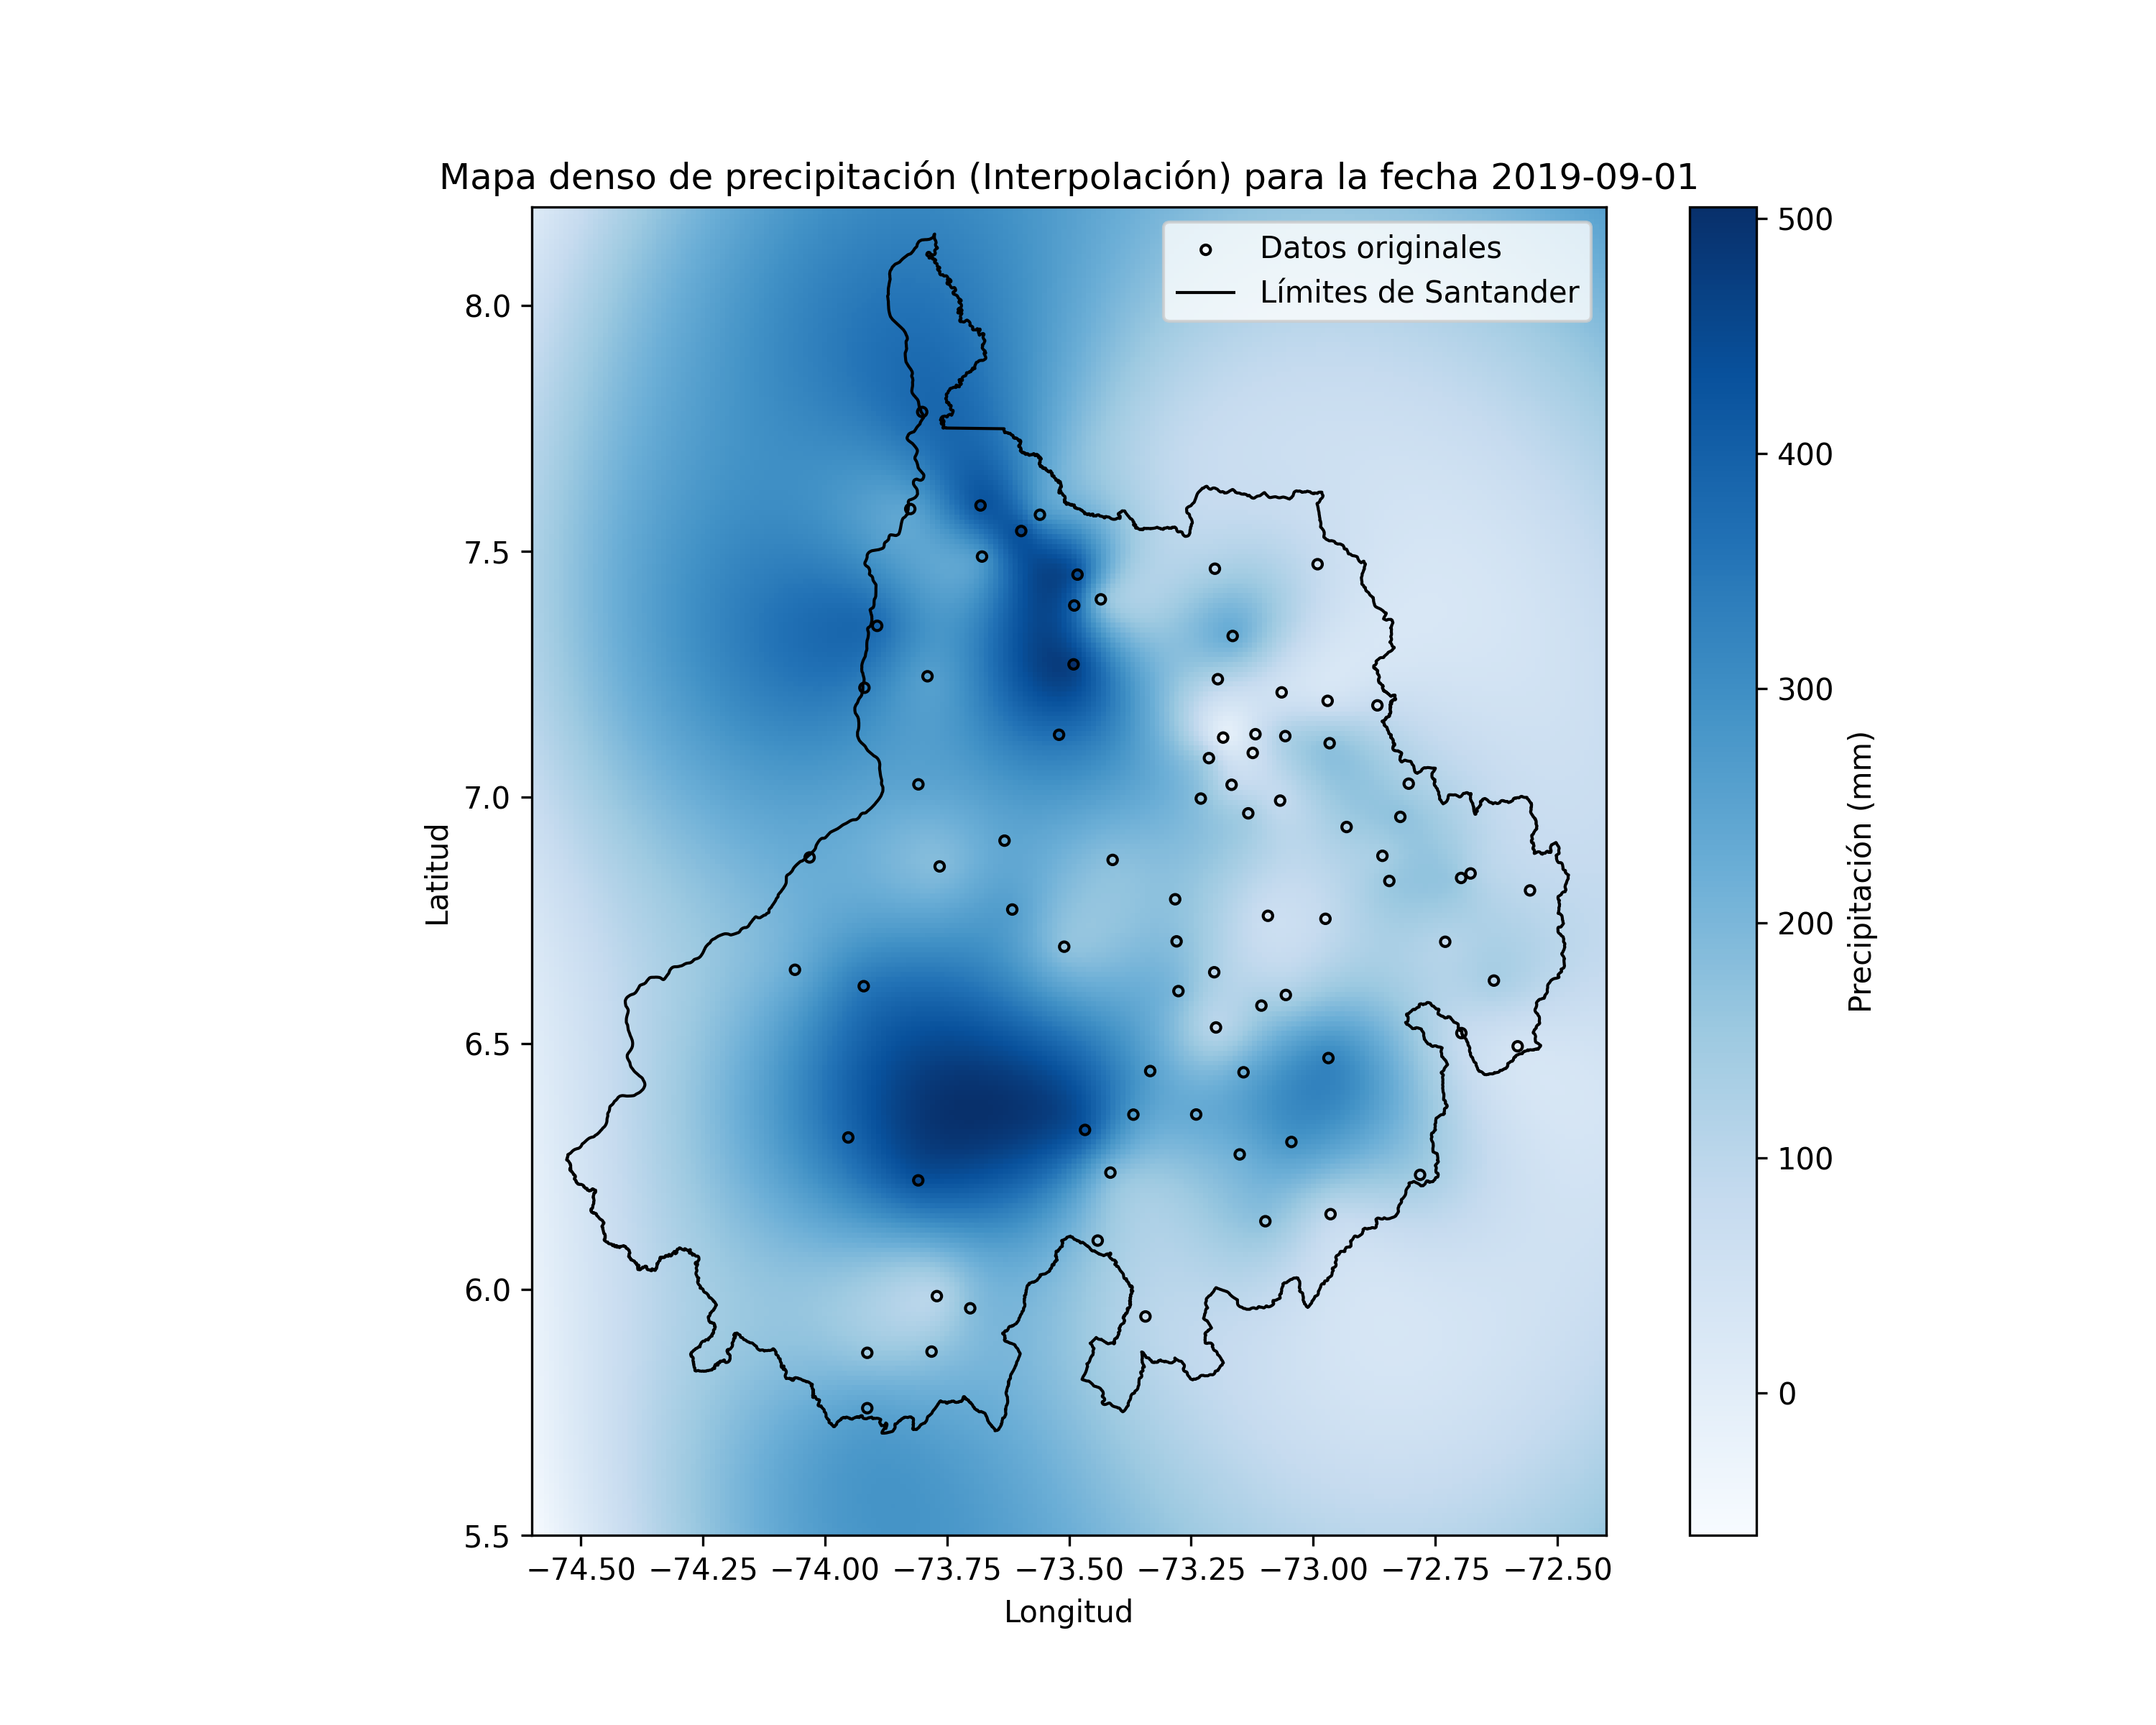 Mapa denso de precipitación (Interpolación) para la fecha 2019-09-01
Datos originales
Límites de Santander
8.0
7.5
7.0
6.5
6.0
5.5
Latitud
−74.50 −74.25 −74.00 −73.75 −73.50 −73.25 −73.00 −72.75 −72.50
Longitud
500
400
300
200
100
0
Precipitación (mm)